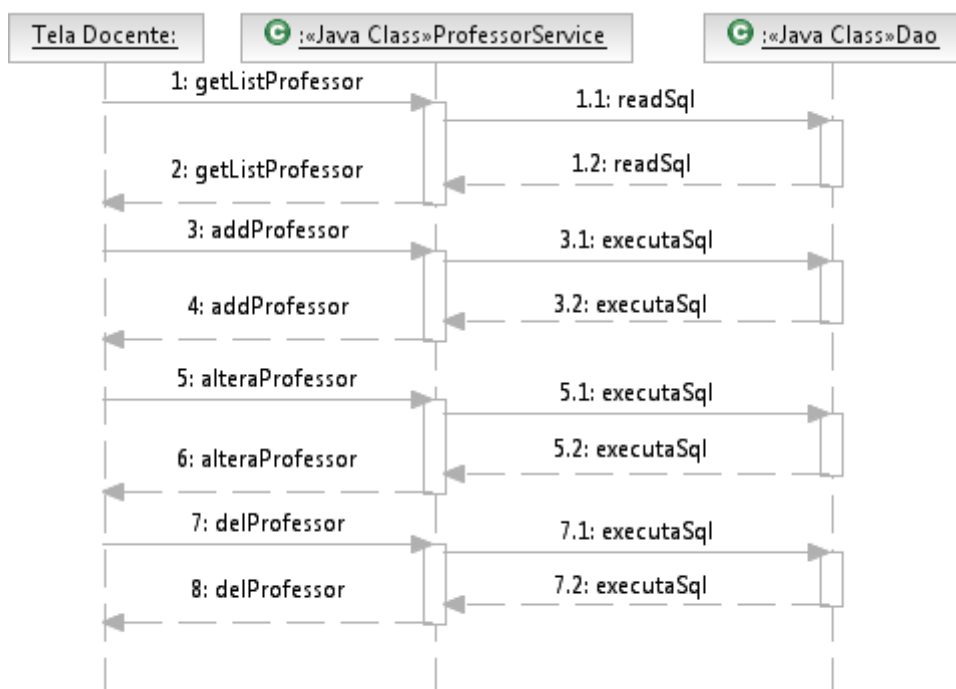 Tela Docente:
C :«Java Class»ProfessorService
C :«Java Class»Dao
1: getListProfessor
1.1: readSql
1.2: readSql
2: getListProfessor
3: addProfessor
3.1: executaSql
3.2: executaSql
4: addProfessor
5: alteraProfessor
5.1: executaSql
5.2: executaSql
6: alteraProfessor
7: delProfessor
7.1: executaSql
7.2: executaSql
8: delProfessor